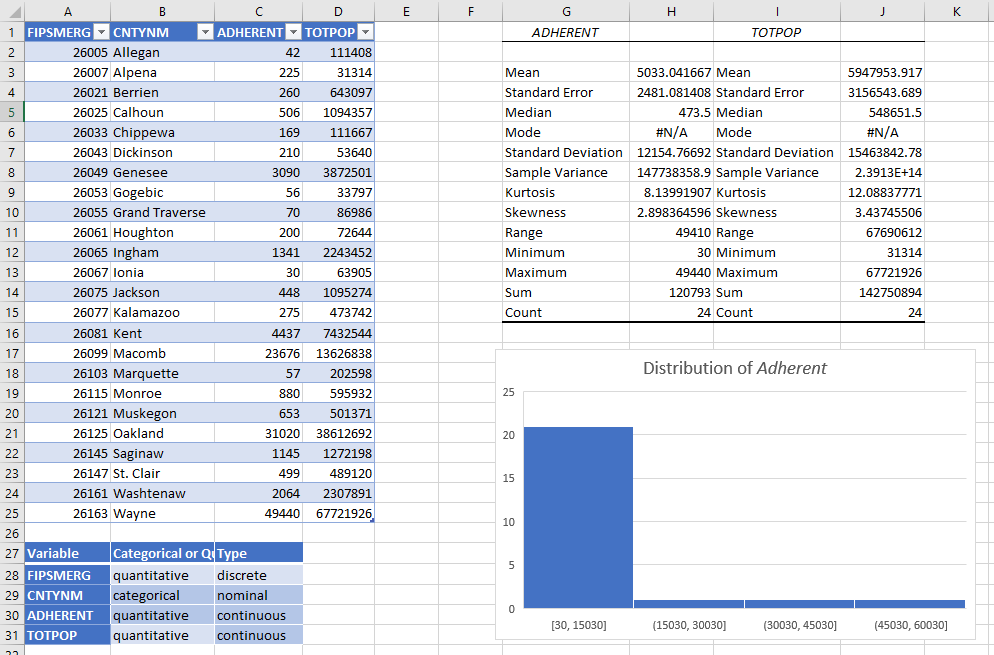 A B C D E F G H I J K
1 FIPSMERG CNTYNM ADHERENT TOTPOP ADHERENT TOTPOP
2 26005 Allegan 42 111408
3 26007 Alpena 225 31314 Mean 5033.041667 Mean 5947953.917
4 26021 Berrien 260 643097 Standard Error 2481.081408 Standard Error 3156543.689
5 26025 Calhoun 506 1094357 Median 473.5 Median 548651.5
6 26033 Chippewa 169 111667 Mode #N/A Mode #N/A
7 26043 Dickinson 210 53640 Standard Deviation 12154.76692 Standard Deviation 15463842.78
8 26049 Genesee 3090 3872501 Sample Variance 147738358.9 Sample Variance 2.3913E+14
9 26053 Gogebic 56 33797 Kurtosis 8.13991907 Kurtosis 12.08837771
10 26055 Grand Traverse 70 86986 Skewness 2.898364596 Skewness 3.43745506
11 26061 Houghton 200 72644 Range 49410 Range 67690612
12 26065 Ingham 1341 2243452 Minimum 30 Minimum 31314
13 26067 Ionia 30 63905 Maximum 49440 Maximum 67721926
14 26075 Jackson 448 1095274 Sum 120793 Sum 142750894
15 26077 Kalamazoo 275 473742 Count 24 Count 24
16 26081 Kent 4437 7432544
17 26099 Macomb 23676 13626838
18 26103 Marquette 57 202598
19 26115 Monroe 880 595932
20 26121 Muskegon 653 501371
21 26125 Oakland 31020 38612692
22 26145 Saginaw 1145 1272198
23 26147 St. Clair 499 489120
24 26161 Washtenaw 2064 2307891
25 26163 Wayne 49440 67721926
26
27 Variable Categorical or Qu Type
28 FIPSMERG quantitative discrete
29 CNTYNM categorical nominal
30 ADHERENT quantitative continuous
31 TOTPOP quantitative continuous
Distribution of Adherent
25
20
15
10
5
0
[30, 15030] (15030, 30030] (30030, 45030] (45030, 60030]